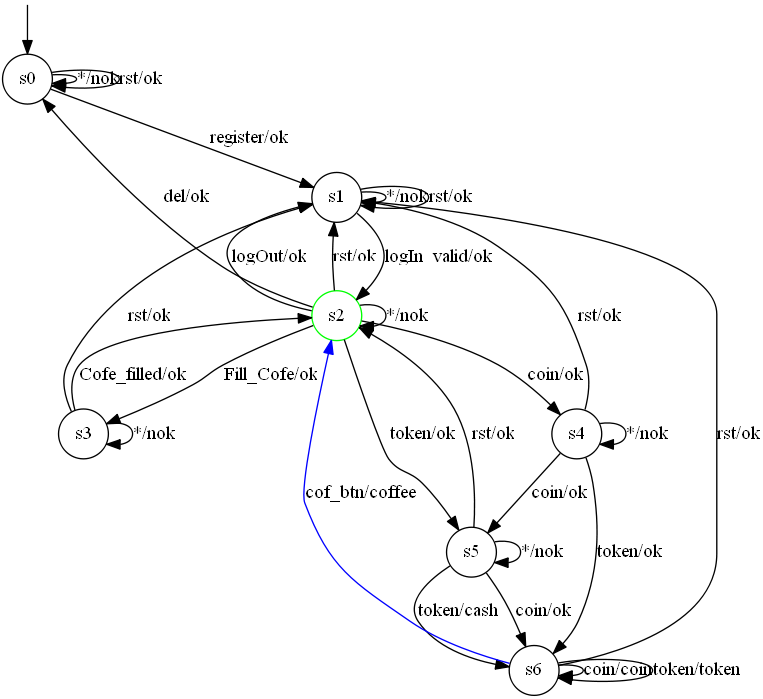 s0
*/nok
rst/ok
register/ok
s1
*/nok
rst/ok
del/ok
logOut/ok
rst/ok
logIn_valid/ok
s2
*/nok
rst/ok
rst/ok
Cofe_filled/ok
Fill_Cofe/ok
coin/ok
s3
*/nok
token/ok
rst/ok
s4
*/nok
rst/ok
cof_btn/coffee
coin/ok
s5
*/nok
token/ok
token/cash
coin/ok
s6
coin/coin
token/token